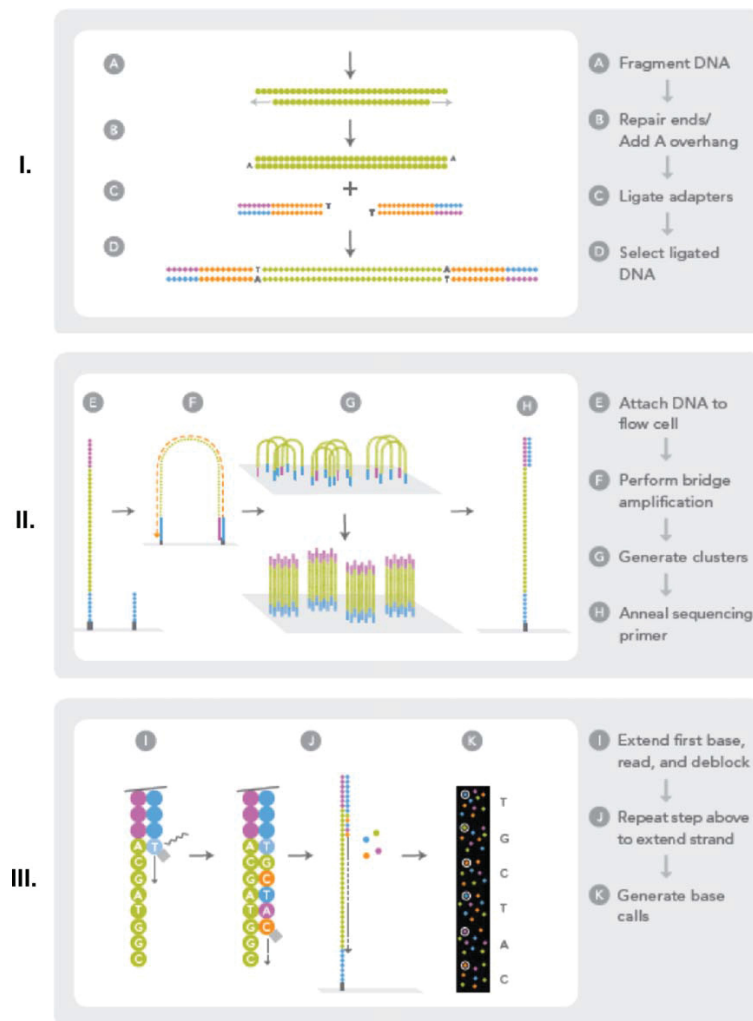 I.
A
B
C
D
A
A
+
T
T
T
A
A
T
A Fragment DNA
B Repair ends/
Add A overhang
C Ligate adapters
D Select ligated
DNA
II.
E
F
G
H
E Attach DNA to
flow cell
F Perform bridge
amplification
G Generate clusters
H Anneal sequencing
primer
III.
I
J
K
A T
C
G
A
T
G
G
C
A T
C G
G C
A T
T A
G C
G
C
T
G
C
T
A
C
I Extend first base,
read, and deblock
J Repeat step above
to extend strand
K Generate base
calls